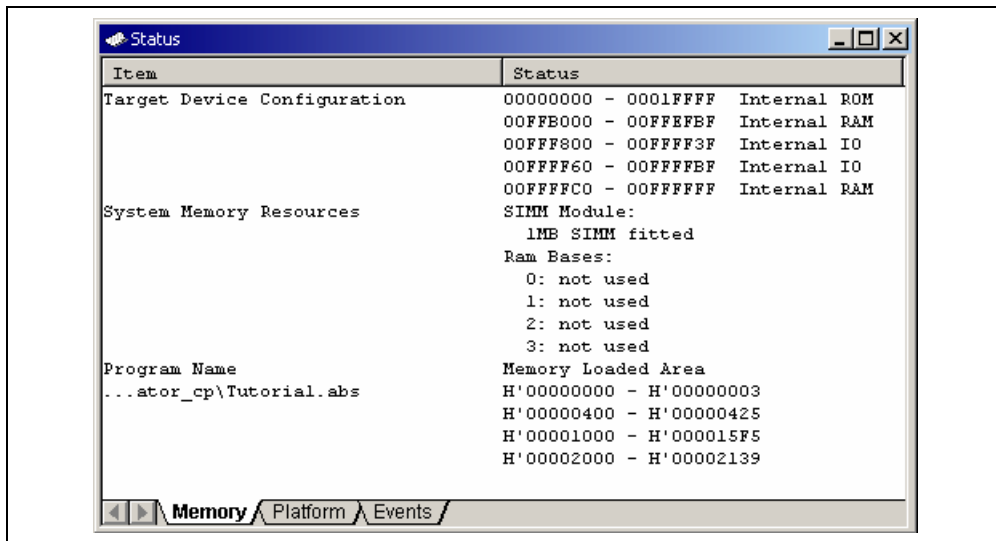 Status
Item Status
Target Device Configuration 00000000 - 0001FFFF Internal ROM
00FFB000 - 00FFEFBF Internal RAM
00FFF800 - 00FFFF3F Internal IO
00FFFF60 - 00FFFFBF Internal IO
00FFFFC0 - 00FFFFFF Internal RAM
System Memory Resources SIMM Module:
1MB SIMM fitted
Ram Bases:
0: not used
1: not used
2: not used
3: not used
Program Name Memory Loaded Area
...ator_cp\Tutorial.abs H'00000000 - H'00000003
H'00000400 - H'00000425
H'00001000 - H'000015F5
H'00002000 - H'00002139
Memory Platform Events